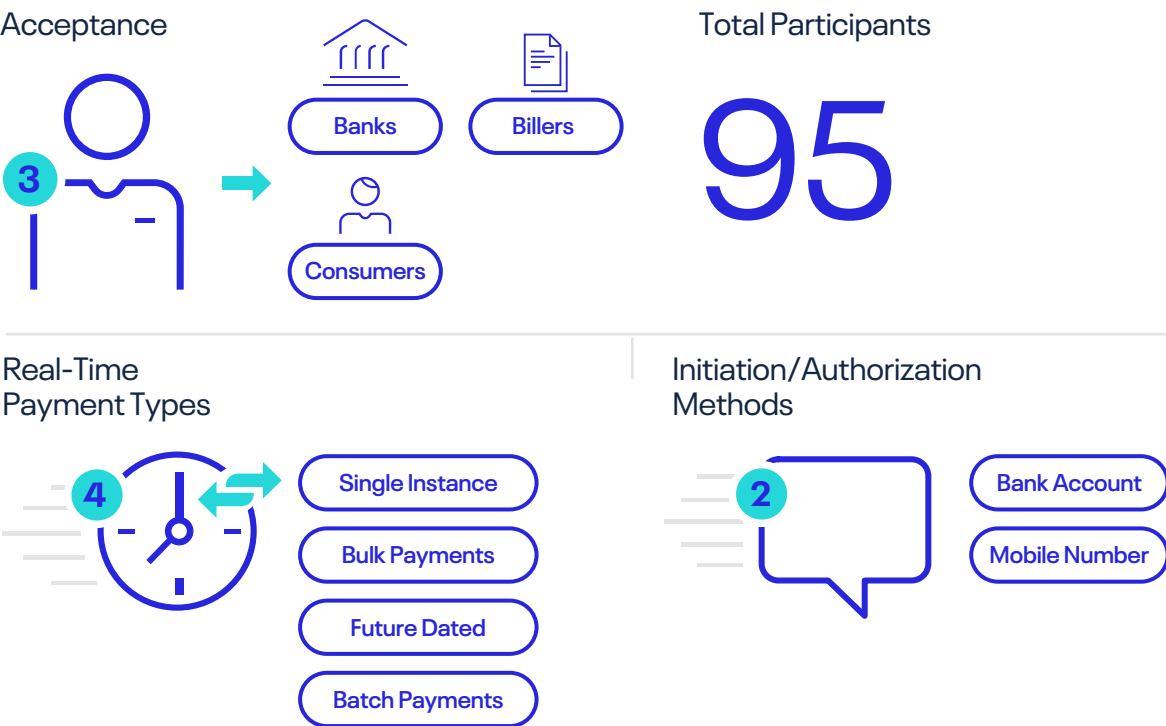 Acceptance
3
Banks
Billers
Consumers
Total Participants
95
Real-Time
Payment Types
4
Single Instance
Bulk Payments
Future Dated
Batch Payments
Initiation/Authorization
Methods
2
Bank Account
Mobile Number